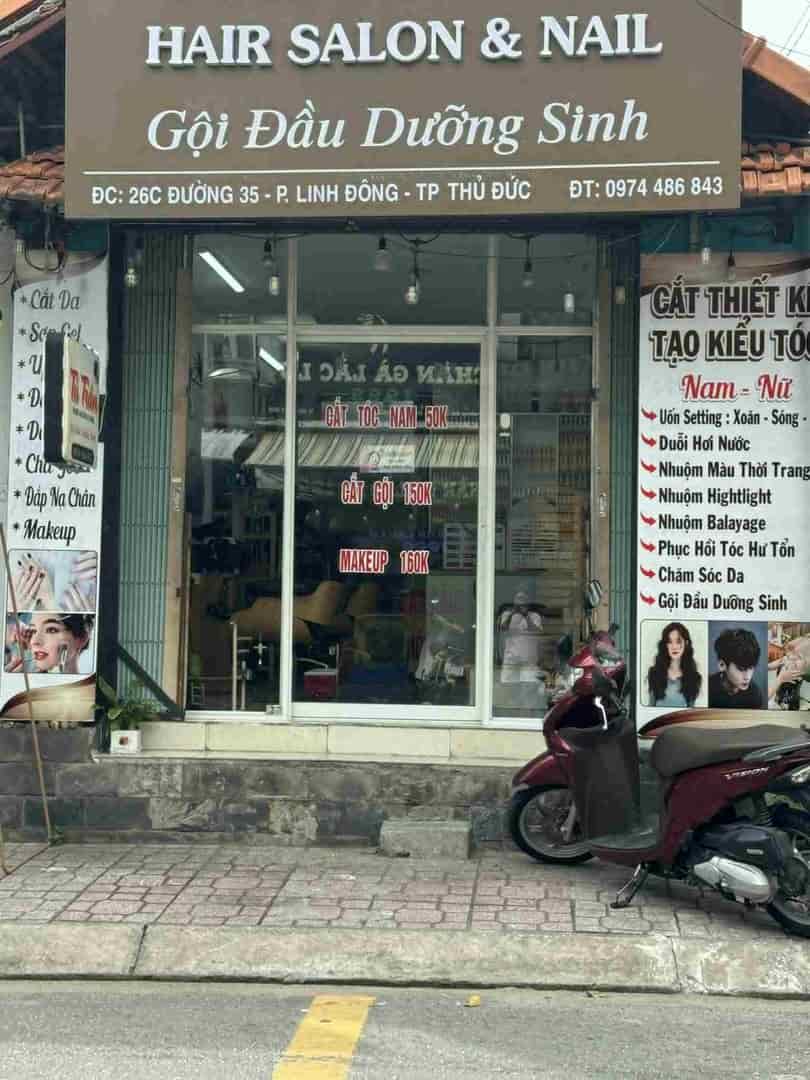 HAIR SALON & NAIL
Gội Đầu Dưỡng Sinh
ĐC: 26C ĐƯỜNG 35 - P. LINH ĐÔNG - TP THỦ ĐỨC ĐT: 0974 486 843
* Cắt Da
* Sơn Gel
* Đắp Nạ Chân
* Makeup
CẮT TÓC NAM 50K
CẮT GỘI 150K
MAKEUP 160K
CẮT THIẾT
TẠO KIỂU TÓC
Nam - Nữ
Uốn Setting : Xoăn - Sóng -
Duỗi Hơi Nước
Nhuộm Màu Thời Trang
Nhuộm Hightlight
Nhuộm Balayage
Phục Hồi Tóc Hư Tổn
Chăm Sóc Da
Gội Đầu Dưỡng Sinh
VISION